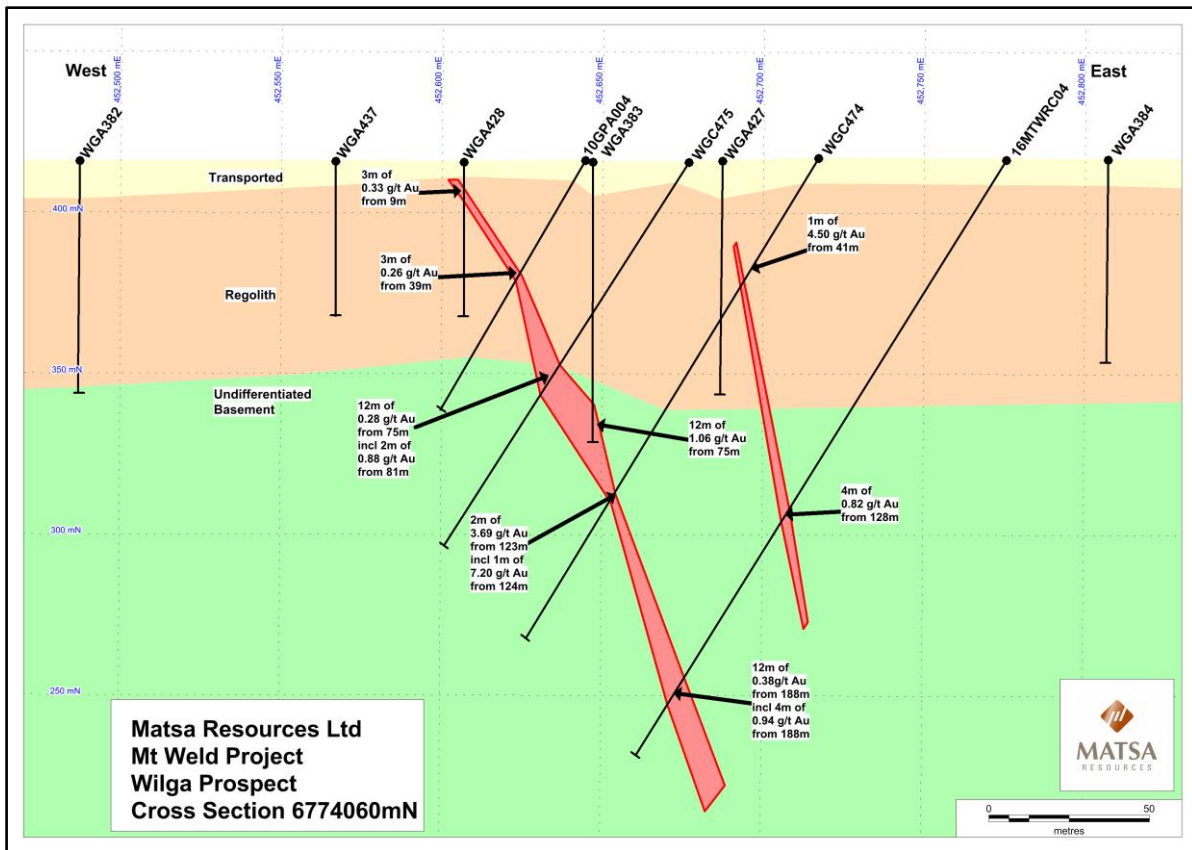 West
East
452,500 mE
452,550 mE
452,600 mE
452,650 mE
452,700 mE
452,750 mE
452,800 mE
WGA382
WGA437
WGA428
10GPA004
WGA383
WGC475
WGA427
WGC474
16MTWRC04
WGA384
Transported
3m of
0.33 g/t Au
from 9m
400 mN
1m of
4.50 g/t Au
from 41m
3m of
0.26 g/t Au
from 39m
Regolith
350 mN
Undifferentiated
Basement
12m of
0.28 g/t Au
from 75m
incl 2m of
0.88 g/t Au
from 81m
12m of
1.06 g/t Au
from 75m
4m of
0.82 g/t Au
from 128m
2m of
3.69 g/t Au
from 123m
incl 1m of
7.20 g/t Au
from 124m
300 mN
12m of
0.38g/t Au
from 188m
incl 4m of
0.94 g/t Au
from 188m
250 mN
Matsa Resources Ltd
Mt Weld Project
Wilga Prospect
Cross Section 6774060mN
MATSA
RESOURCES
0
50
metres